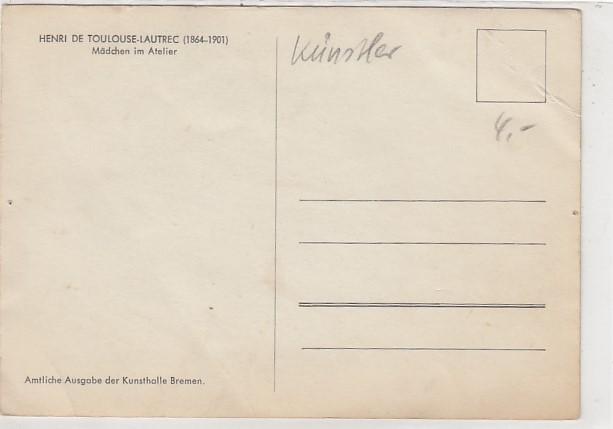 HENRI DE TOULOUSE-LAUTREC (1864–1901)
Mädchen im Atelier
Künstler
4,-
Amtliche Ausgabe der Kunsthalle Bremen.